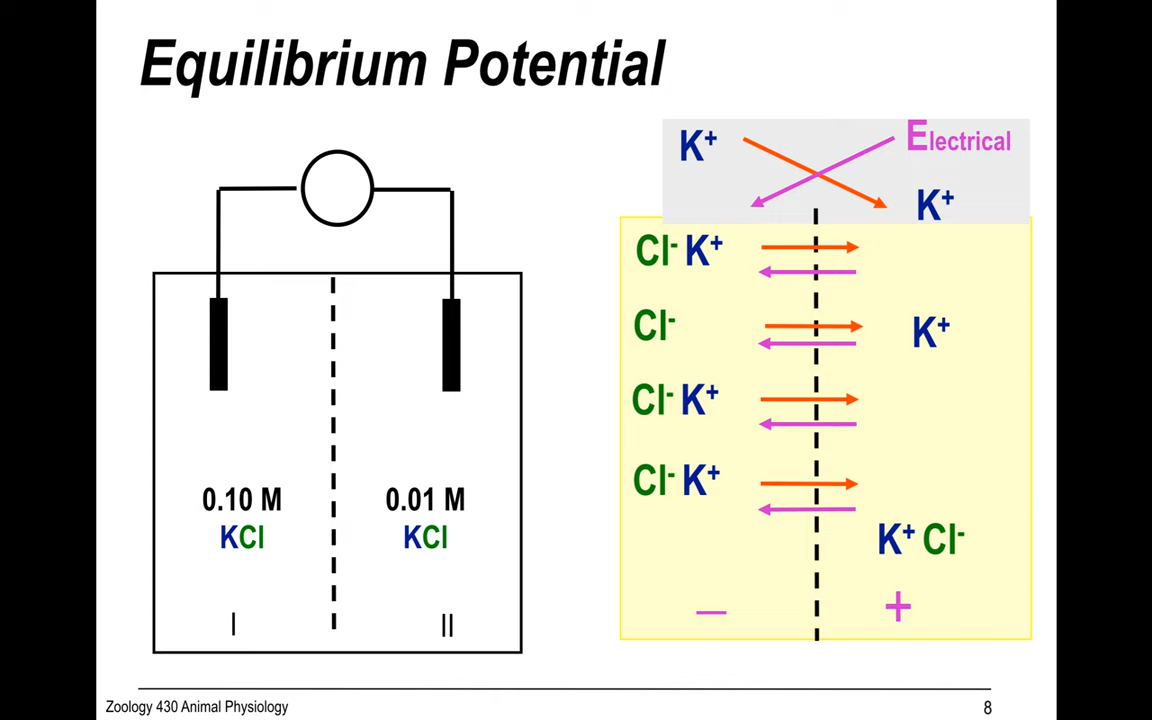 Equilibrium Potential
K+
Electrical
K+
Cl- K+
Cl-
K+
Cl- K+
Cl- K+
K+ Cl-
— +
0.10 M 0.01 M
KCl KCl
I II
Zoology 430 Animal Physiology
8